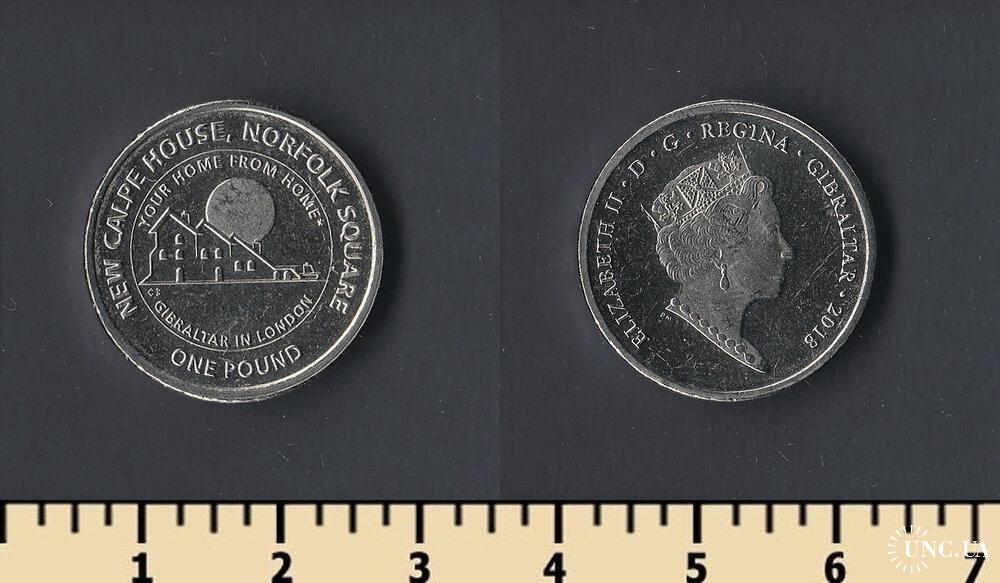 NEW CALPE HOUSE, NORFOLK SQUARE
YOUR HOME FROM HOME
GIBRALTAR IN LONDON
ONE POUND
ELIZABETH II · D · G · REGINA · GIBRALTAR · 2018
1 2 3 4 5 6 7
UNC.UA